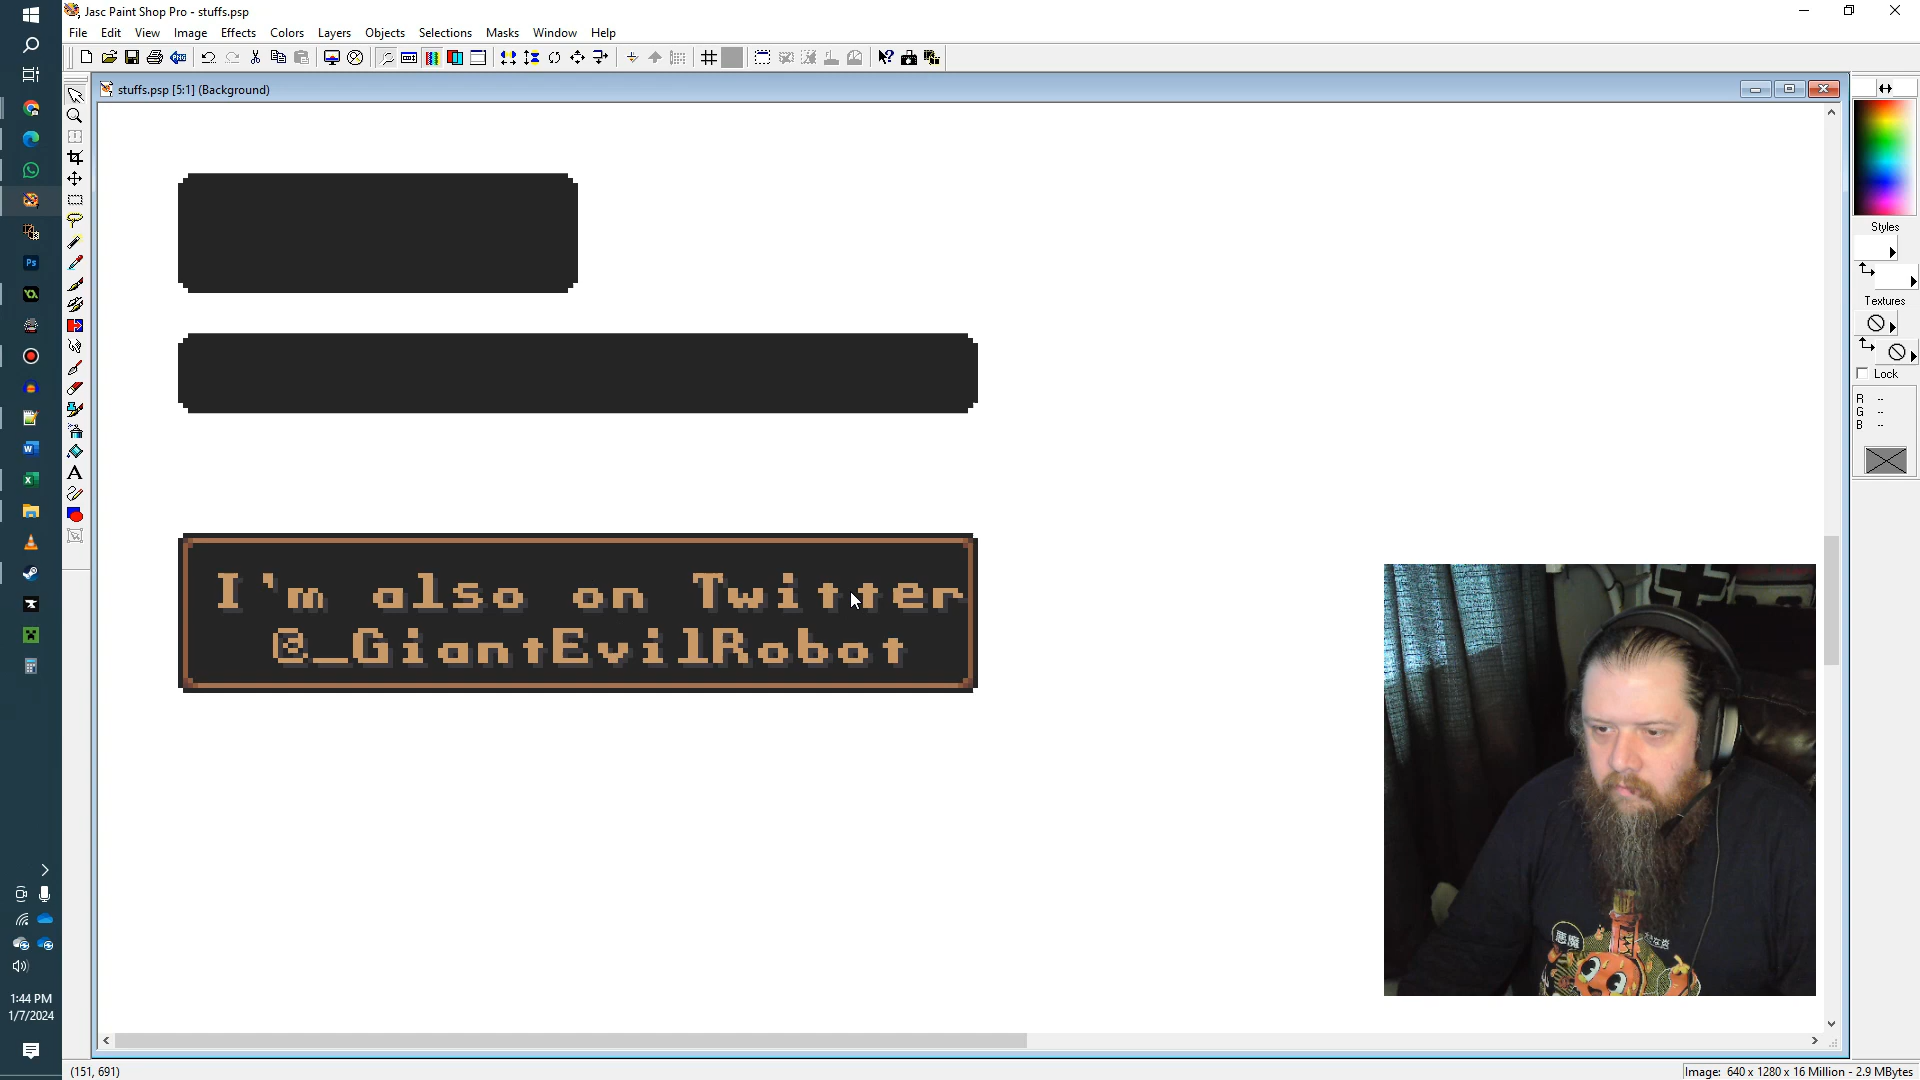 Jasc Paint Shop Pro - stuffs.psp
File Edit View Image Effects Colors Layers Objects Selections Masks Window Help
stuffs.psp [5:1] (Background)
Styles
Textures
Lock
R --
G --
B --
I'm also on Twitter
@_GiantEvilRobot
悪魔
1:44 PM
1/7/2024
(151, 691)
Image: 640 x 1280 x 16 Million - 2.9 MBytes